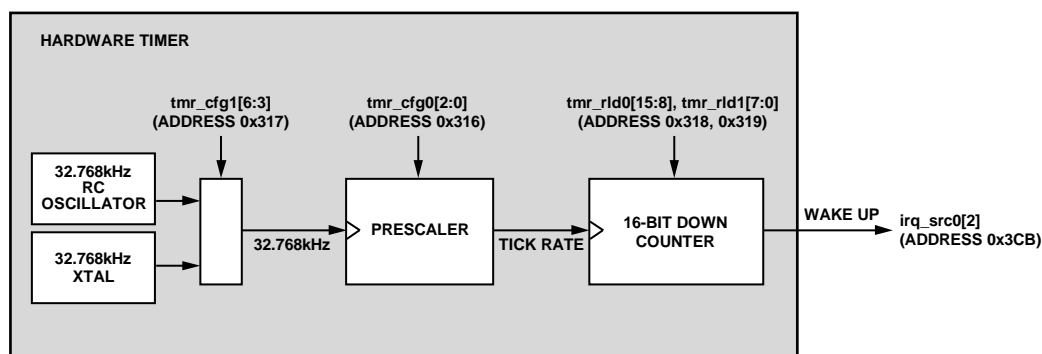 HARDWARE TIMER
tmr_cfg1[6:3]
(ADDRESS 0x317)
tmr_cfg0[2:0]
(ADDRESS 0x316)
tmr_rld0[15:8], tmr_rld1[7:0]
(ADDRESS 0x318, 0x319)
32.768kHz
RC
OSCILLATOR
32.768kHz
XTAL
32.768kHz
PRESCALER
TICK RATE
16-BIT DOWN
COUNTER
WAKE UP
irq_src0[2]
(ADDRESS 0x3CB)